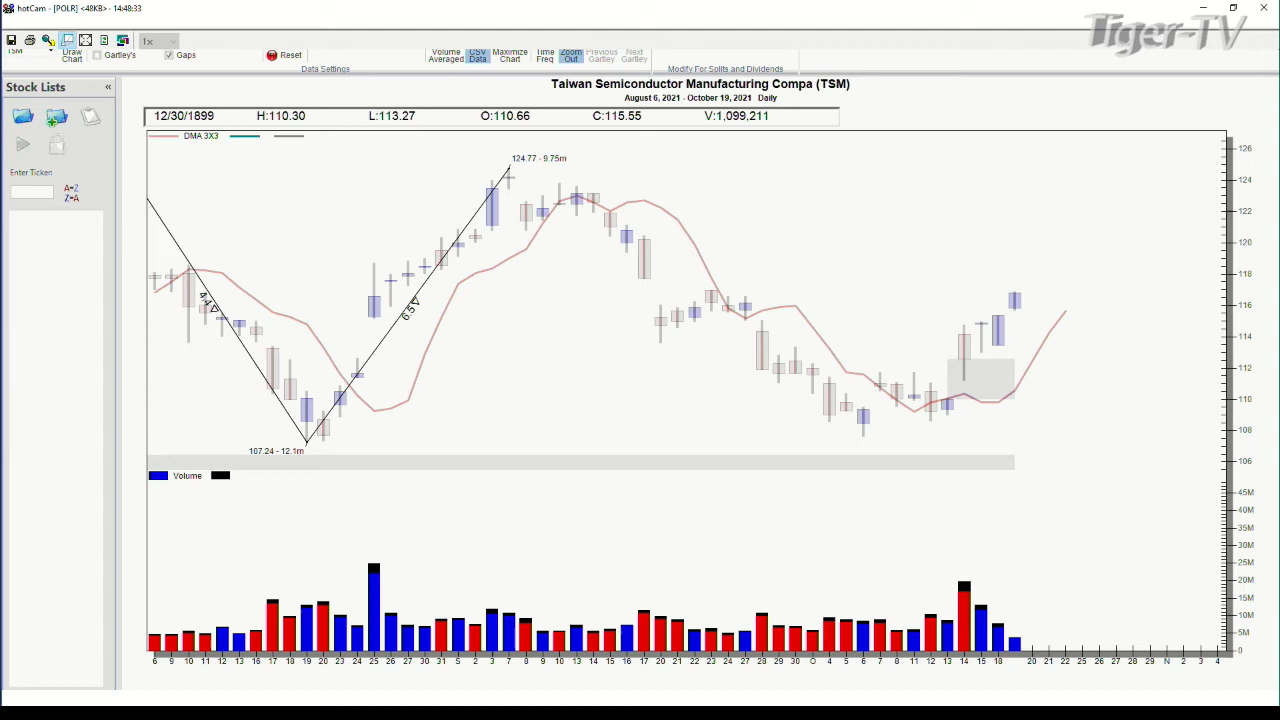 hotCam - [POLR] <48KB> - 14:48:33
Tiger-TV
1x
TSM
Draw Chart
Gartley's
Gaps
Reset
Volume Averaged
CSV Data
Maximize Chart
Time Freq
Zoom Out
Previous Gartley
Next Gartley
Data Settings
Modify For Splits and Dividends
Stock Lists «
Enter Ticker:
A=Z
Z=A
Taiwan Semiconductor Manufacturing Compa (TSM)
August 6, 2021 - October 19, 2021 Daily
12/30/1899 H:110.30 L:113.27 O:110.66 C:115.55 V:1,099,211
DMA 3X3
124.77 - 9.75m
4.4
6.5
107.24 - 12.1m
126
124
122
120
118
116
114
112
110
108
106
Volume
45M
40M
35M
30M
25M
20M
15M
10M
5M
0
6 9 10 11 12 13 16 17 18 19 20 23 24 25 26 27 30 31 S 10 13 14 15 16 17 20 21 22 23 24 27 28 29 30 O 4 5 6 7 8 11 12 13 14 15 18 20 21 22 25 26 27 28 29 N 2 3 4